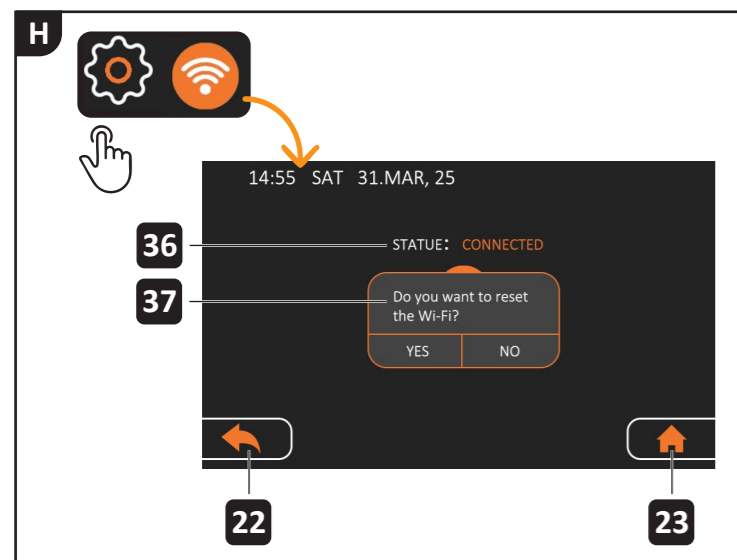 H
14:55 SAT 31.MAR, 25
36
STATUE: CONNECTED
37
Do you want to reset
the Wi-Fi?
YES NO
22
23